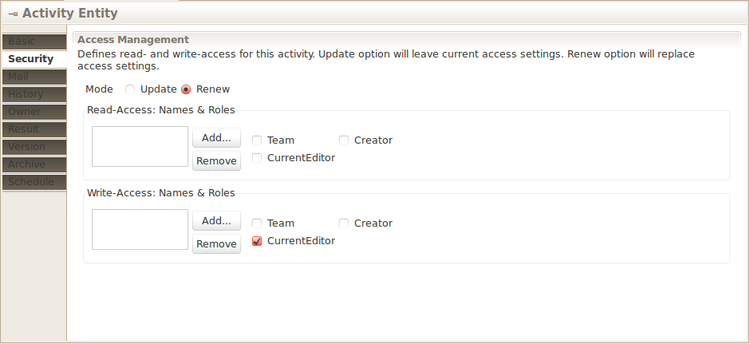 Activity Entity
Basic
Security
Mail
History
Owner
Result
Version
Archive
Schedule
Access Management
Defines read- and write-access for this activity. Update option will leave current access settings. Renew option will replace
access settings.
Mode Update Renew
Read-Access: Names & Roles
Add... Team Creator
Remove CurrentEditor
Write-Access: Names & Roles
Add... Team Creator
Remove CurrentEditor